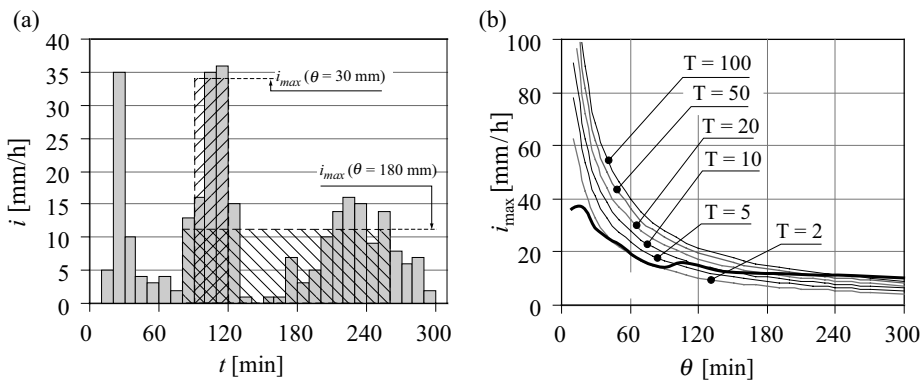 (a)
40
35
30
25
20
15
10
5
0
i [mm/h]
0 60 120 180 240 300
t [min]
i_max (θ = 30 mm)
i_max (θ = 180 mm)
(b)
100
80
60
40
20
0
i_max [mm/h]
0 60 120 180 240 300
θ [min]
T = 100
T = 50
T = 20
T = 10
T = 5
T = 2